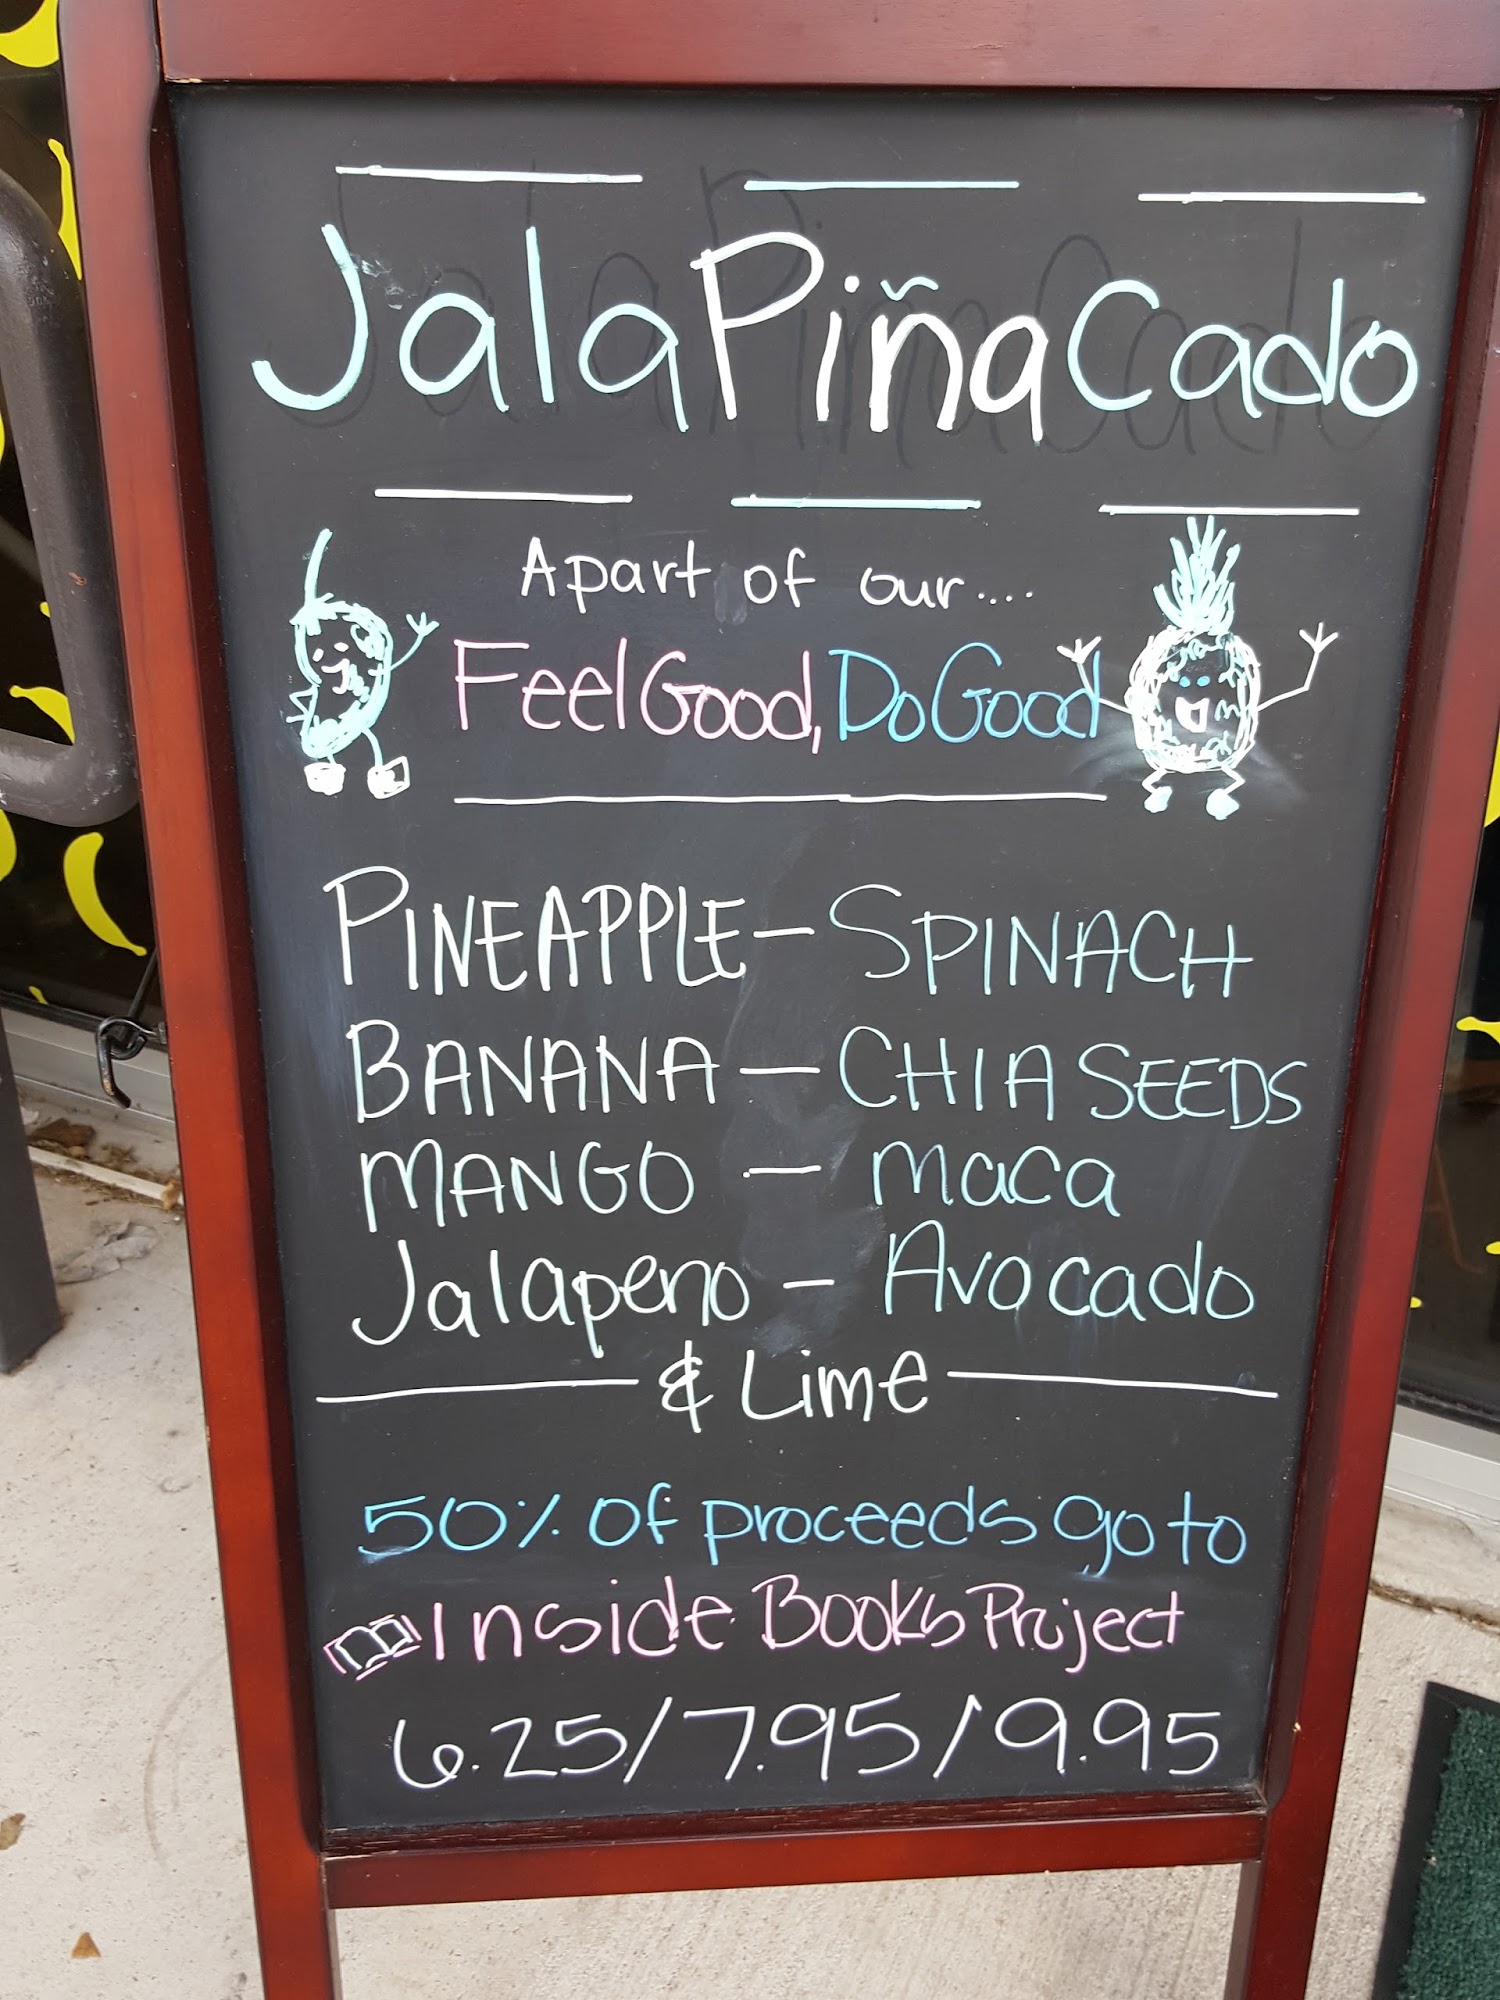 JalaPiñaCado
Apart of our....
Feel Good, Do Good
PINEAPPLE — SPINACH
BANANA — CHIA SEEDS
MANGO — Maca
Jalapeno — Avocado
& Lime
50% of proceeds go to
Inside Books Project
6.25/7.95/9.95